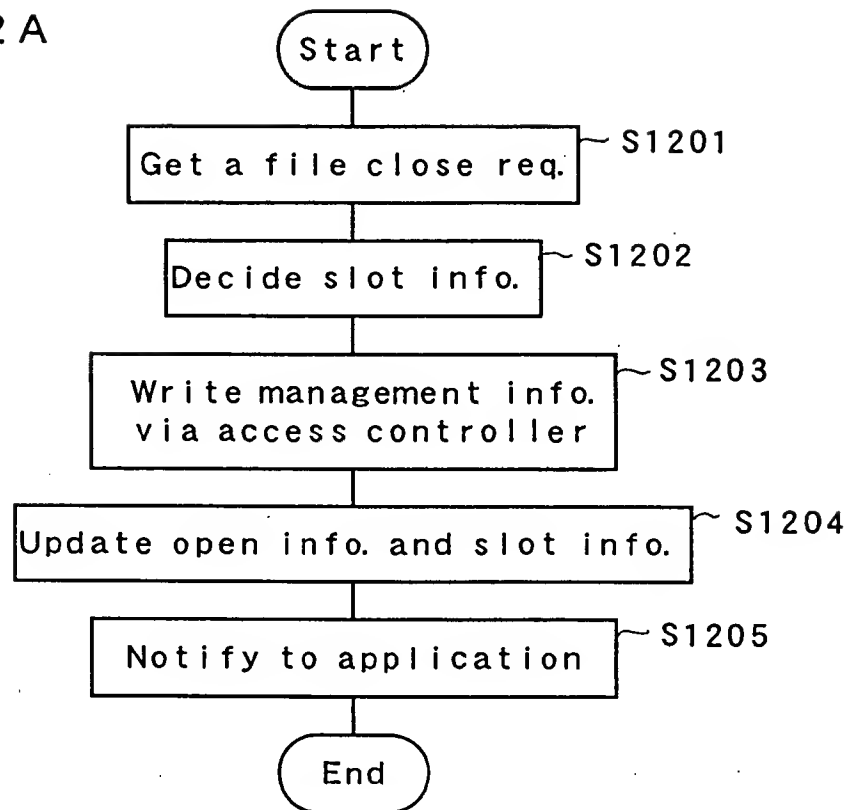 2 A
Start
Get a file close req.
S1201
Decide slot info.
S1202
Write management info.
via access controller
S1203
Update open info. and slot info.
S1204
Notify to application
S1205
End